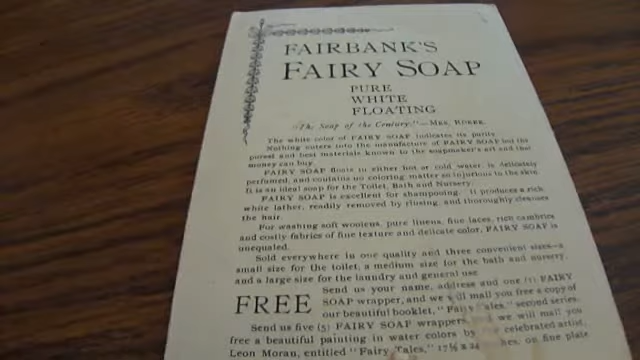 FAIRBANK'S
FAIRY SOAP
PURE
WHITE
FLOATING
"The Soap of the Century."—MRS. RORER.
The white color of FAIRY SOAP indicates its purity.
Nothing enters into the manufacture of FAIRY SOAP but the
purest and best materials known to the soapmaker's art and that
money can buy.
FAIRY SOAP floats in either hot or cold water, is delicately
perfumed, and contains no coloring matter so injurious to the skin
It is an ideal soap for the Toilet, Bath and Nursery.
FAIRY SOAP is excellent for shampooing. It produces a rich
white lather, readily removed by rinsing, and thoroughly cleanses
the hair.
For washing soft woolens, pure linens, fine laces, rich cambrics
and costly fabrics of fine texture and delicate color, FAIRY SOAP is
unequaled.
Sold everywhere in one quality and three convenient sizes—a
small size for the toilet, a medium size for the bath and nursery,
and a large size for the laundry and general use
FREE Send us your name, address and one (1) FAIRY
SOAP wrapper, and we will mail you free a copy of
our beautiful booklet, "Fairy Tales," second series.
Send us five (5) FAIRY SOAP wrappers, and we will mail you
free a beautiful painting in water colors by celebrated artist,
Leon Moran, entitled "Fairy Tales," 17½ x 24 on fine plate